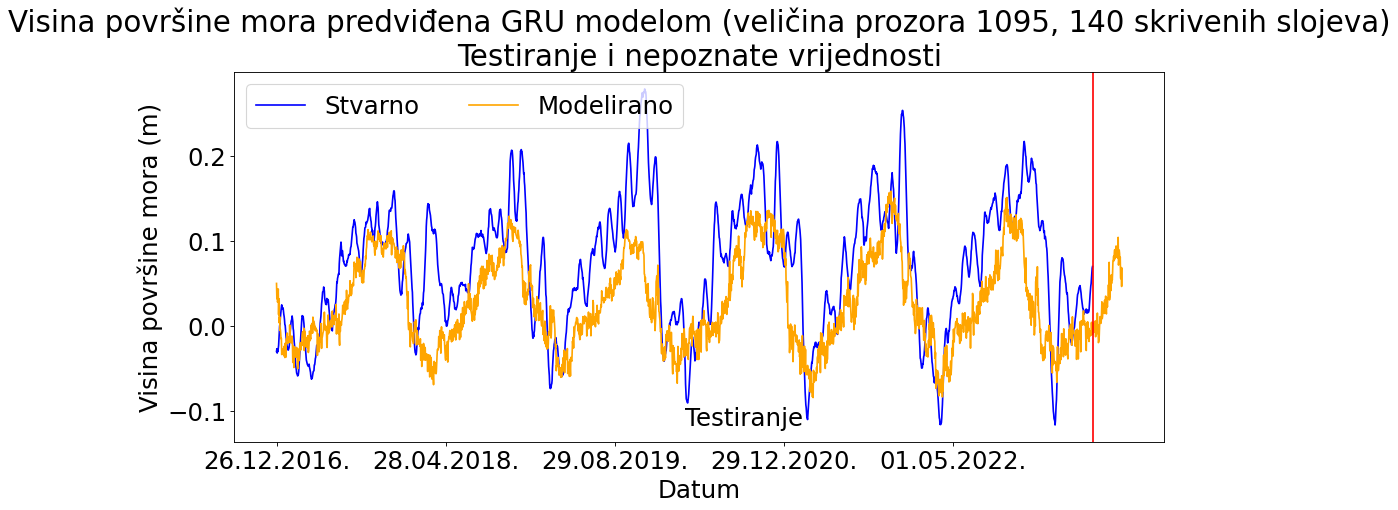 Visina površine mora predviđena GRU modelom (veličina prozora 1095, 140 skrivenih slojeva)
Testiranje i nepoznate vrijednosti
Stvarno Modelirano
Visina površine mora (m)
0.2
0.1
0.0
−0.1
Testiranje
26.12.2016. 28.04.2018. 29.08.2019. 29.12.2020. 01.05.2022.
Datum